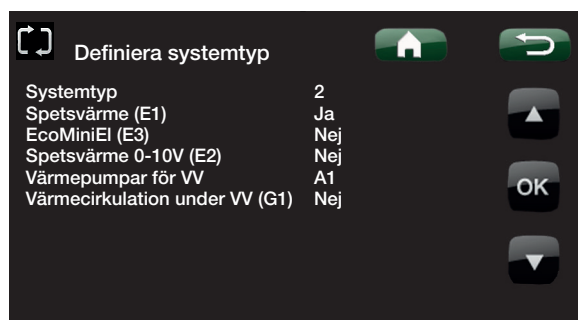 Definiera systemtyp
Systemtyp 2
Spetsvärme (E1) Ja
EcoMiniEl (E3) Nej
Spetsvärme 0-10V (E2) Nej
Värmepumpar för VV A1
Värmecirkulation under VV (G1) Nej
OK